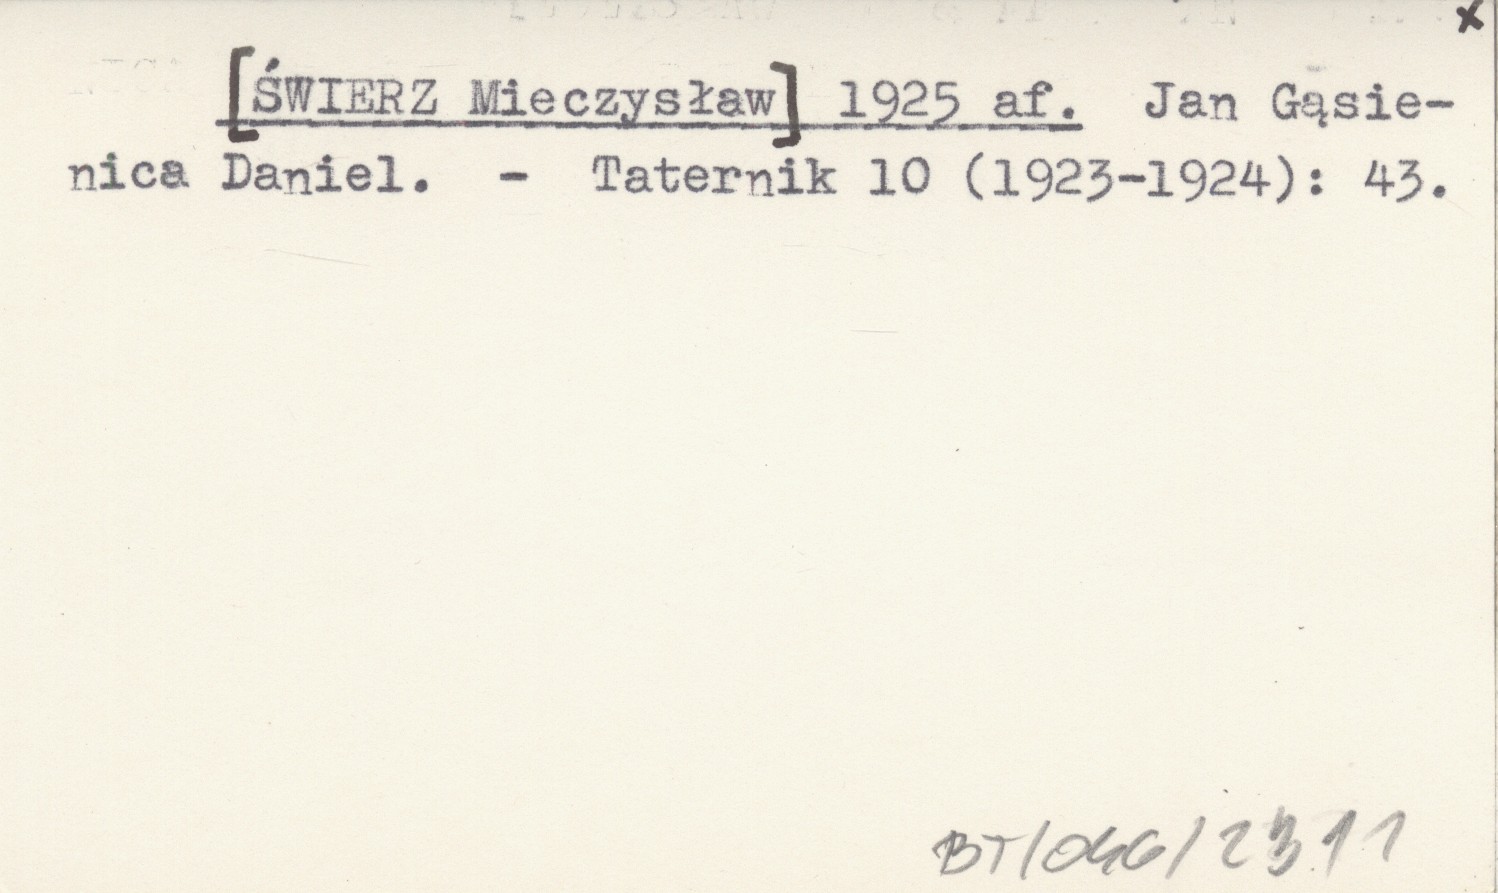 x
[ŚWIERZ Mieczysław] 1925 af. Jan Gąsie-
nica Daniel. - Taternik 10 (1923-1924): 43.
BT/046/2311